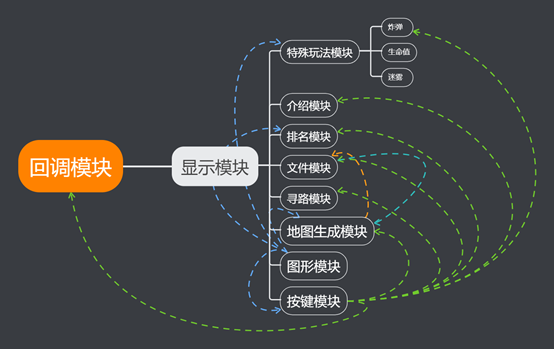 特殊玩法模块
炸弹
生命值
迷雾
介绍模块
排名模块
回调模块
显示模块
文件模块
寻路模块
地图生成模块
图形模块
按键模块